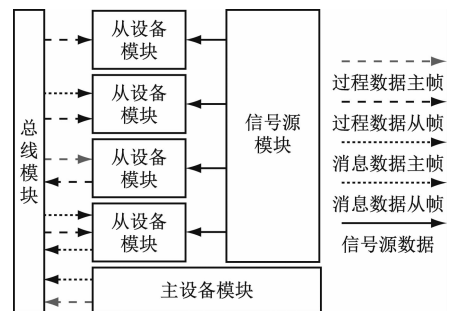 总线模块
从设备
模块
从设备
模块
从设备
模块
从设备
模块
主设备模块
信号源
模块
过程数据主帧
过程数据从帧
消息数据主帧
消息数据从帧
信号源数据